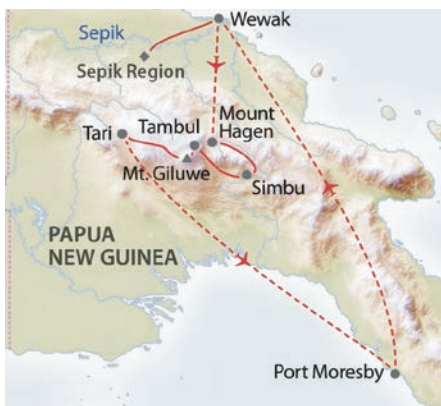 Wewak
Sepik
Sepik Region
Mount
Hagen
Tari
Tambul
Mt. Giluwe
Simbu
PAPUA
NEW GUINEA
Port Moresby